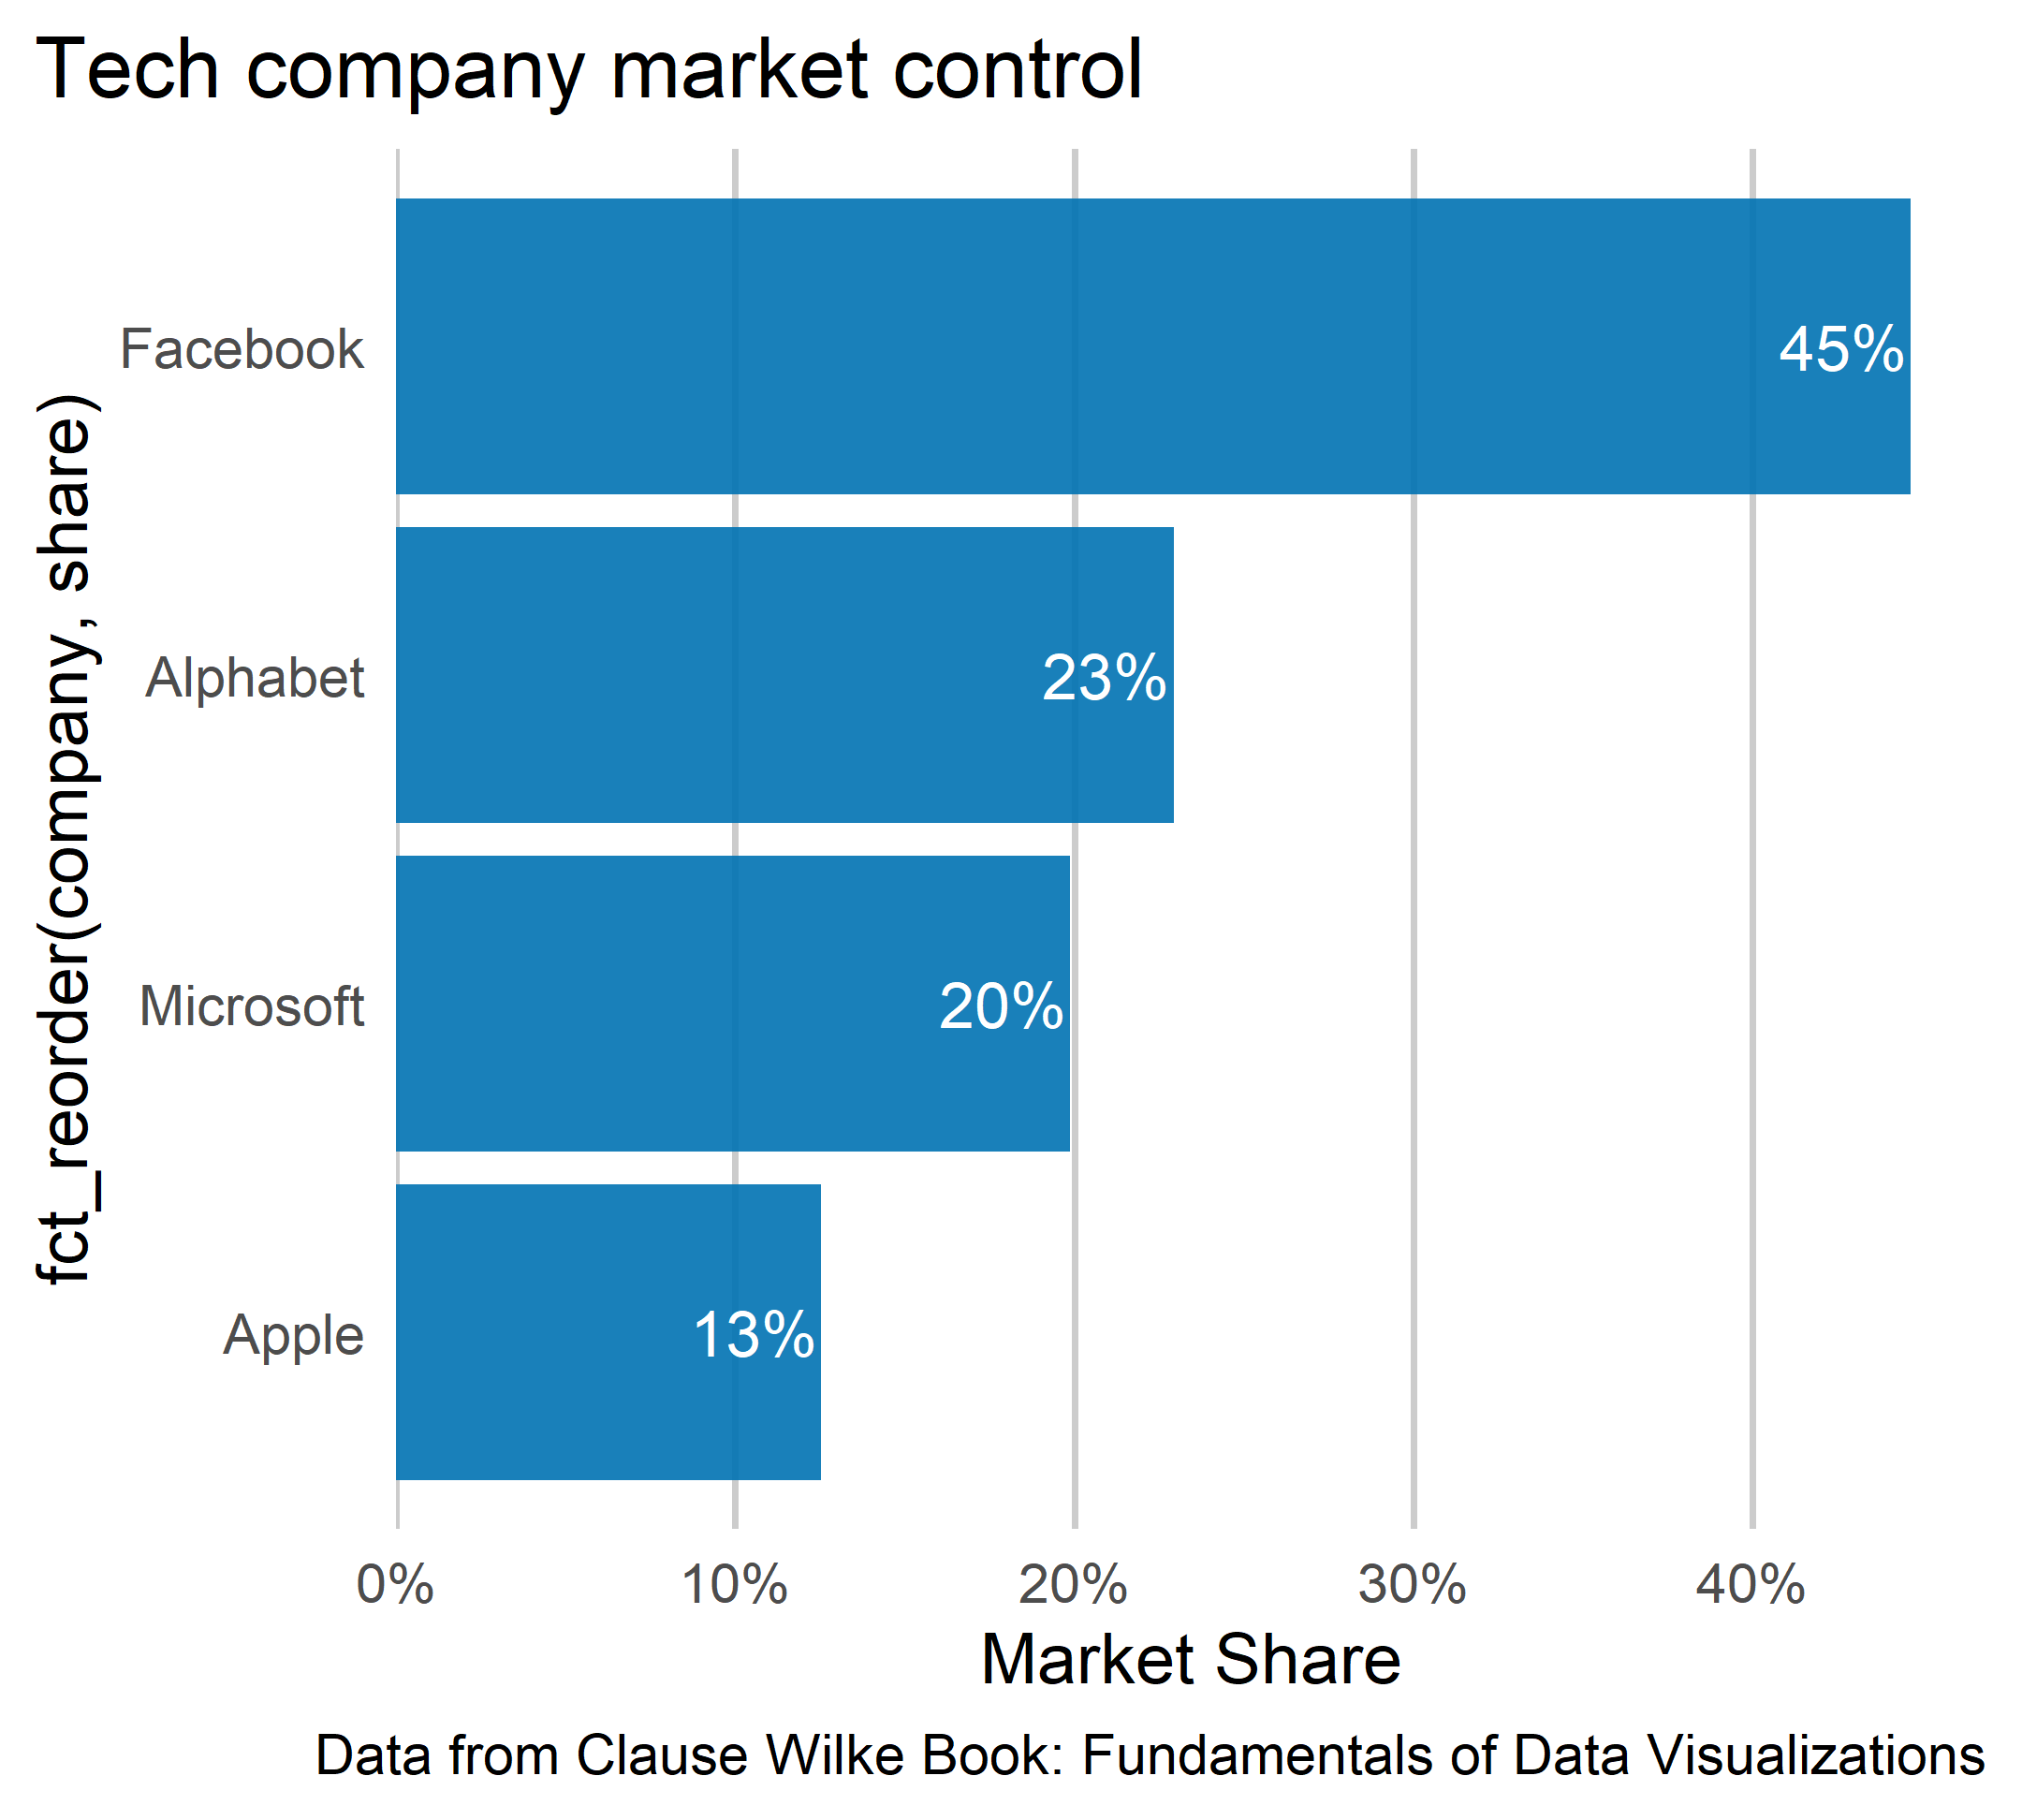 Tech company market control
fct_reorder(company, share)
Facebook
45%
Alphabet
23%
Microsoft
20%
Apple
13%
0%
10%
20%
30%
40%
Market Share
Data from Clause Wilke Book: Fundamentals of Data Visualizations